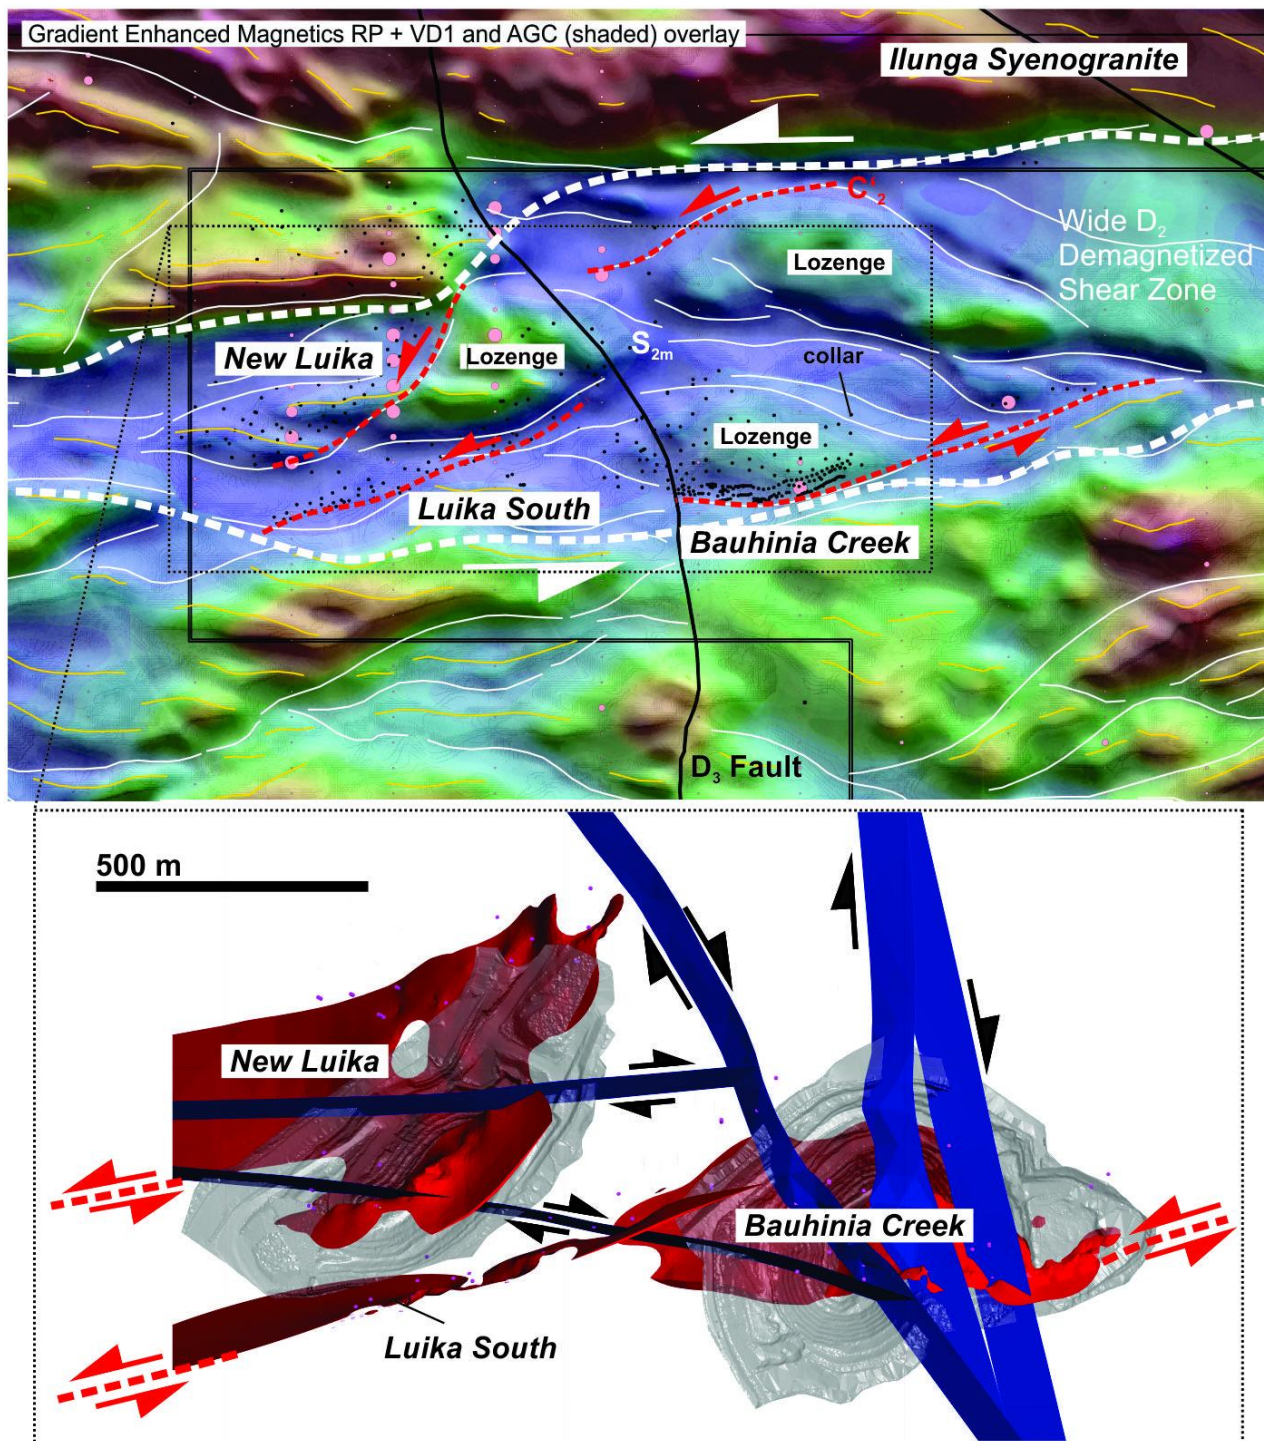 Gradient Enhanced Magnetics RP + VD1 and AGC (shaded) overlay
Ilunga Syenogranite
C'₂
Wide D₂
Demagnetized
Shear Zone
Lozenge
S₂ₘ
New Luika
Lozenge
collar
Lozenge
Luika South
Bauhinia Creek
D₃ Fault
500 m
New Luika
Bauhinia Creek
Luika South